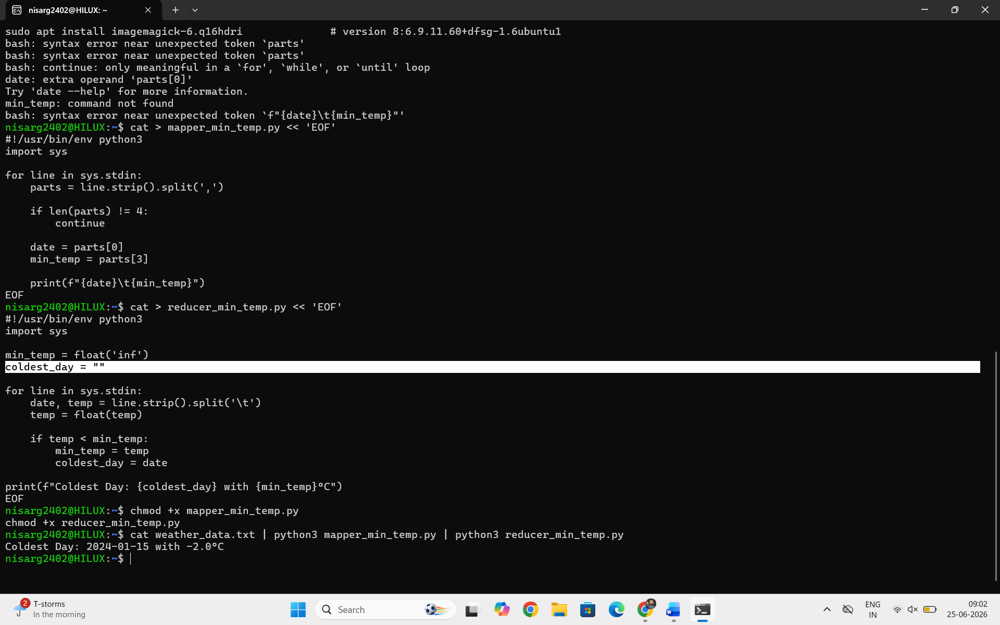 nisarg2402@HILUX: ~
sudo apt install imagemagick-6.q16hdri              # version 8:6.9.11.60+dfsg-1.6ubuntu1
bash: syntax error near unexpected token `parts'
bash: syntax error near unexpected token `parts'
bash: continue: only meaningful in a `for', `while', or `until' loop
date: extra operand ‘parts[0]’
Try 'date --help' for more information.
min_temp: command not found
bash: syntax error near unexpected token `f"{date}\t{min_temp}"'
nisarg2402@HILUX:~$ cat > mapper_min_temp.py << 'EOF'
#!/usr/bin/env python3
import sys
for line in sys.stdin:
    parts = line.strip().split(',')
    if len(parts) != 4:
        continue
    date = parts[0]
    min_temp = parts[3]
    print(f"{date}\t{min_temp}")
EOF
nisarg2402@HILUX:~$ cat > reducer_min_temp.py << 'EOF'
#!/usr/bin/env python3
import sys
min_temp = float('inf')
coldest_day = ""
for line in sys.stdin:
    date, temp = line.strip().split('\t')
    temp = float(temp)
    if temp < min_temp:
        min_temp = temp
        coldest_day = date
print(f"Coldest Day: {coldest_day} with {min_temp}°C")
EOF
nisarg2402@HILUX:~$ chmod +x mapper_min_temp.py
chmod +x reducer_min_temp.py
nisarg2402@HILUX:~$ cat weather_data.txt | python3 mapper_min_temp.py | python3 reducer_min_temp.py
Coldest Day: 2024-01-15 with -2.0°C
nisarg2402@HILUX:~$
2
T-storms
In the morning
Search
ENG
IN
09:02
25-06-2026